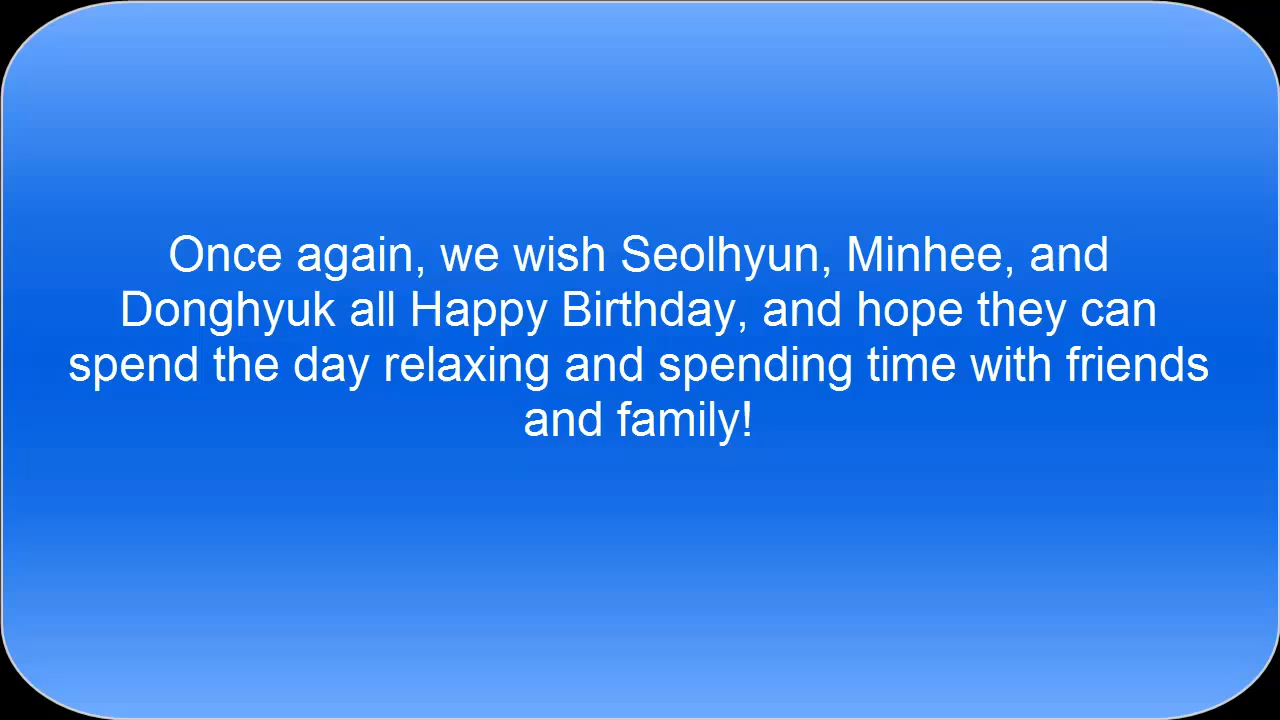 Once again, we wish Seolhyun, Minhee, and
Donghyuk all Happy Birthday, and hope they can
spend the day relaxing and spending time with friends
and family!